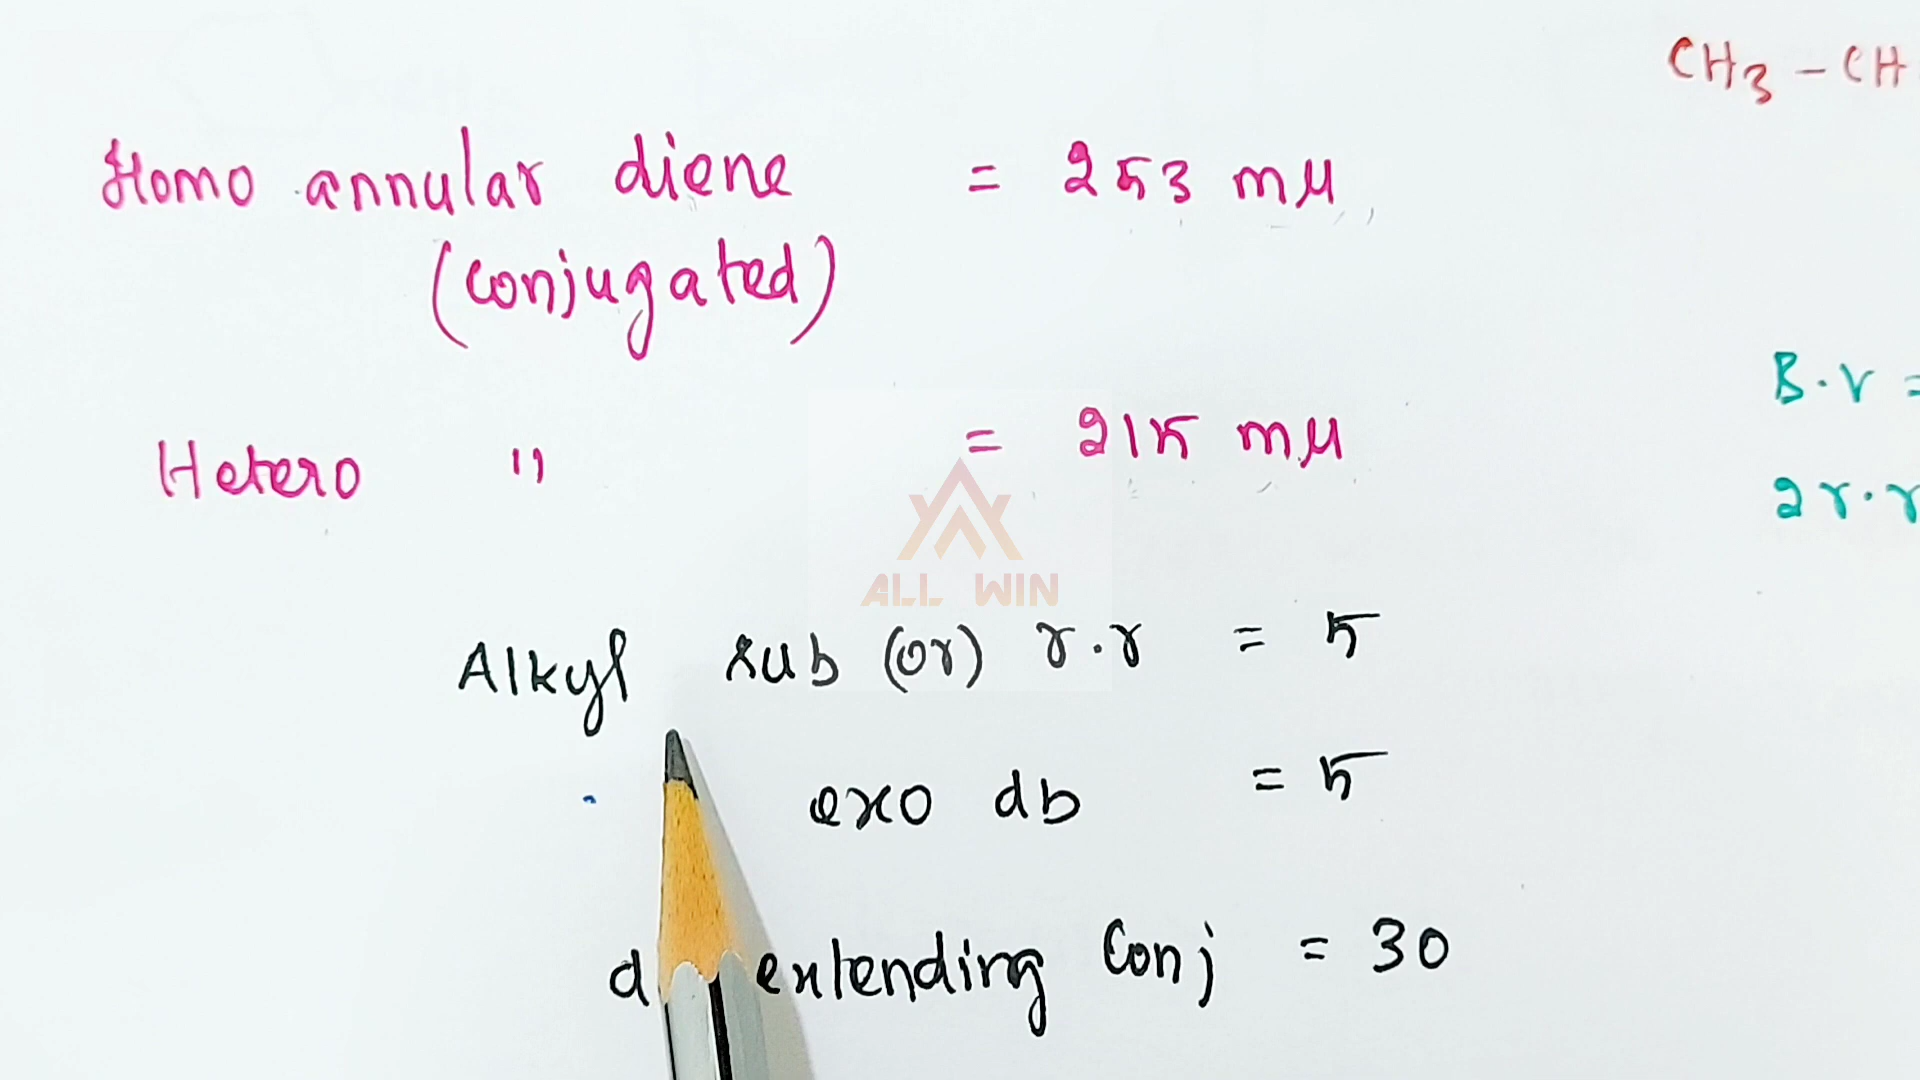 CH3 - CH
Homo annular diene = 253 mμ
(conjugated)
B.V =
Hetero " = 215 mμ
2 r.r
ALL WIN
Alkyl sub (or) r.r = 5
exo db = 5
d extending Conj = 30